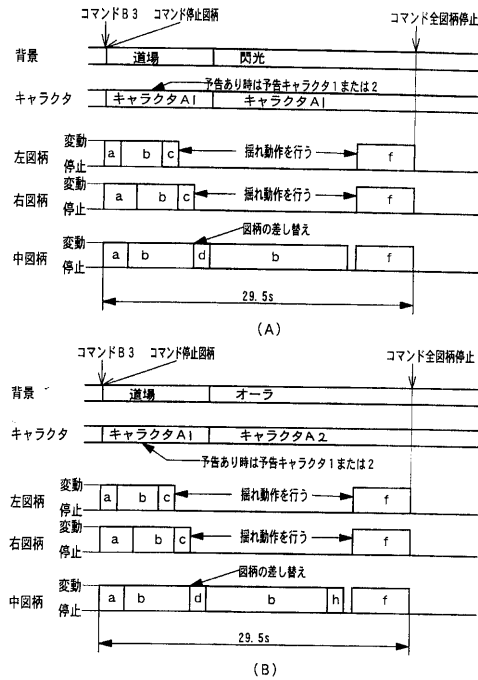 コマンドB3 コマンド停止図柄 コマンド全図柄停止
背景 道場 閃光
予告あり時は予告キャラクタ1または2
キャラクタ キャラクタA1 キャラクタA1
左図柄 変動 停止 a b c 揺れ動作を行う f
右図柄 変動 停止 a b c 揺れ動作を行う f
図柄の差し替え
中図柄 変動 停止 a b d b f
29.5s
(A)
コマンドB3 コマンド停止図柄 コマンド全図柄停止
背景 道場 オーラ
キャラクタ キャラクタA1 キャラクタA2
予告あり時は予告キャラクタ1または2
左図柄 変動 停止 a b c 揺れ動作を行う f
右図柄 変動 停止 a b c 揺れ動作を行う f
図柄の差し替え
中図柄 変動 停止 a b d b h f
29.5s
(B)